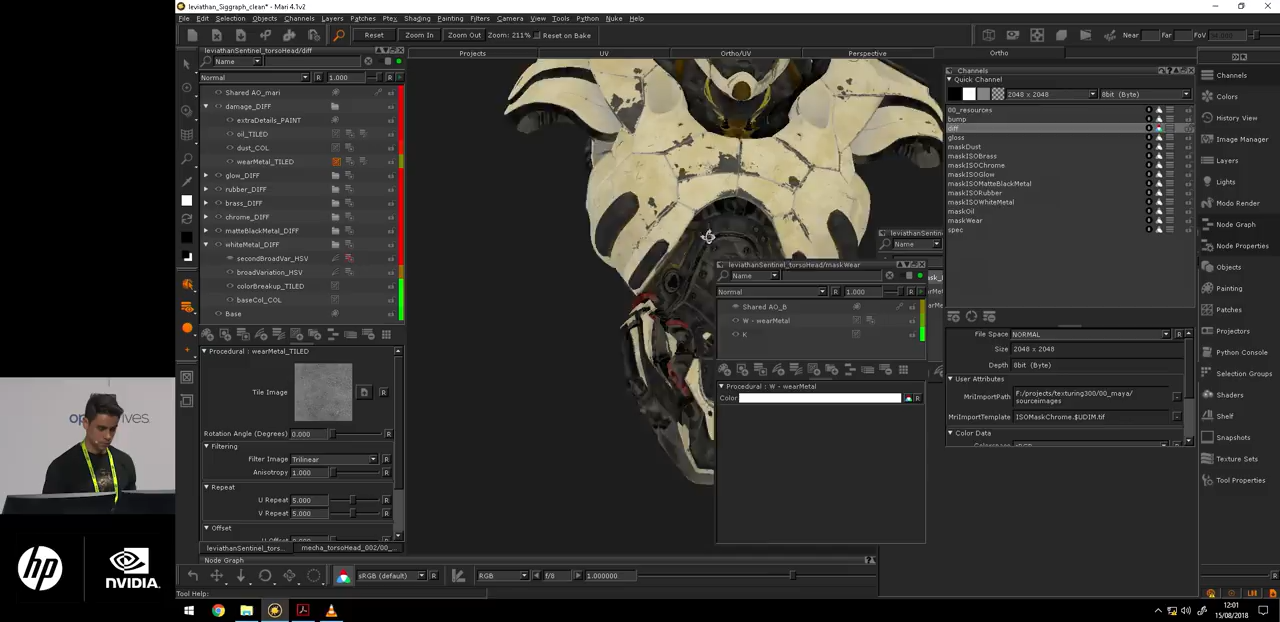 leviathan_Siggraph_clean* - Mari 4.1v2
File Edit Selection Objects Channels Layers Patches Ptex Shading Painting Filters Camera View Tools Python Nuke Help
Reset Zoom In Zoom Out Zoom: 211% Reset on Bake Near Far FoV
Projects UV Ortho/UV Perspective Ortho
leviathanSentinel_torsoHead/diff
Name
Normal R 1.000 R
Shared AO_mari
damage_DIFF
extraDetails_PAINT
oil_TILED
dust_COL
wearMetal_TILED
glow_DIFF
rubber_DIFF
brass_DIFF
chrome_DIFF
matteBlackMetal_DIFF
whiteMetal_DIFF
secondBroadVar_HSV
broadVariation_HSV
colorBreakup_TILED
baseCol_COL
Base
Procedural : wearMetal_TILED
Tile Image R
Rotation Angle (Degrees) 0.000 R
Filtering
Filter Image Trilinear R
Anisotropy 1.000 R
Repeat
U Repeat 5.000 R
V Repeat 5.000 R
Offset
leviathanSentinel_tors... mecha_torsoHead_002/00_...
Node Graph
sRGB (default) R RGB f/8 1.000000
Tool Help:
leviathanSentinel_torsoHead/maskWear
Name
Normal R 1.000 R
Shared AO_B
W - wearMetal
K
Procedural : W - wearMetal
Color R
leviathanSen
Name
Channels
Quick Channel
2048 x 2048 8bit (Byte)
00_resources
bump
diff
gloss
maskDust
maskISOBrass
maskISOChrome
maskISOGlow
maskISOMatteBlackMetal
maskISORubber
maskISOWhiteMetal
maskOil
maskWear
spec
File Space NORMAL R
Size 2048 x 2048
Depth 8bit (Byte)
User Attributes
MriImportPath F:/projects/texturing300/00_maya/
sourceimages
MriImportTemplate ISOMaskChrome.$UDIM.tif
Color Data
Channels
Colors
History View
Image Manager
Layers
Lights
Modo Render
Node Graph
Node Properties
Objects
Painting
Patches
Projectors
Python Console
Selection Groups
Shaders
Shelf
Snapshots
Texture Sets
Tool Properties
hp
NVIDIA.
12:01
15/08/2018